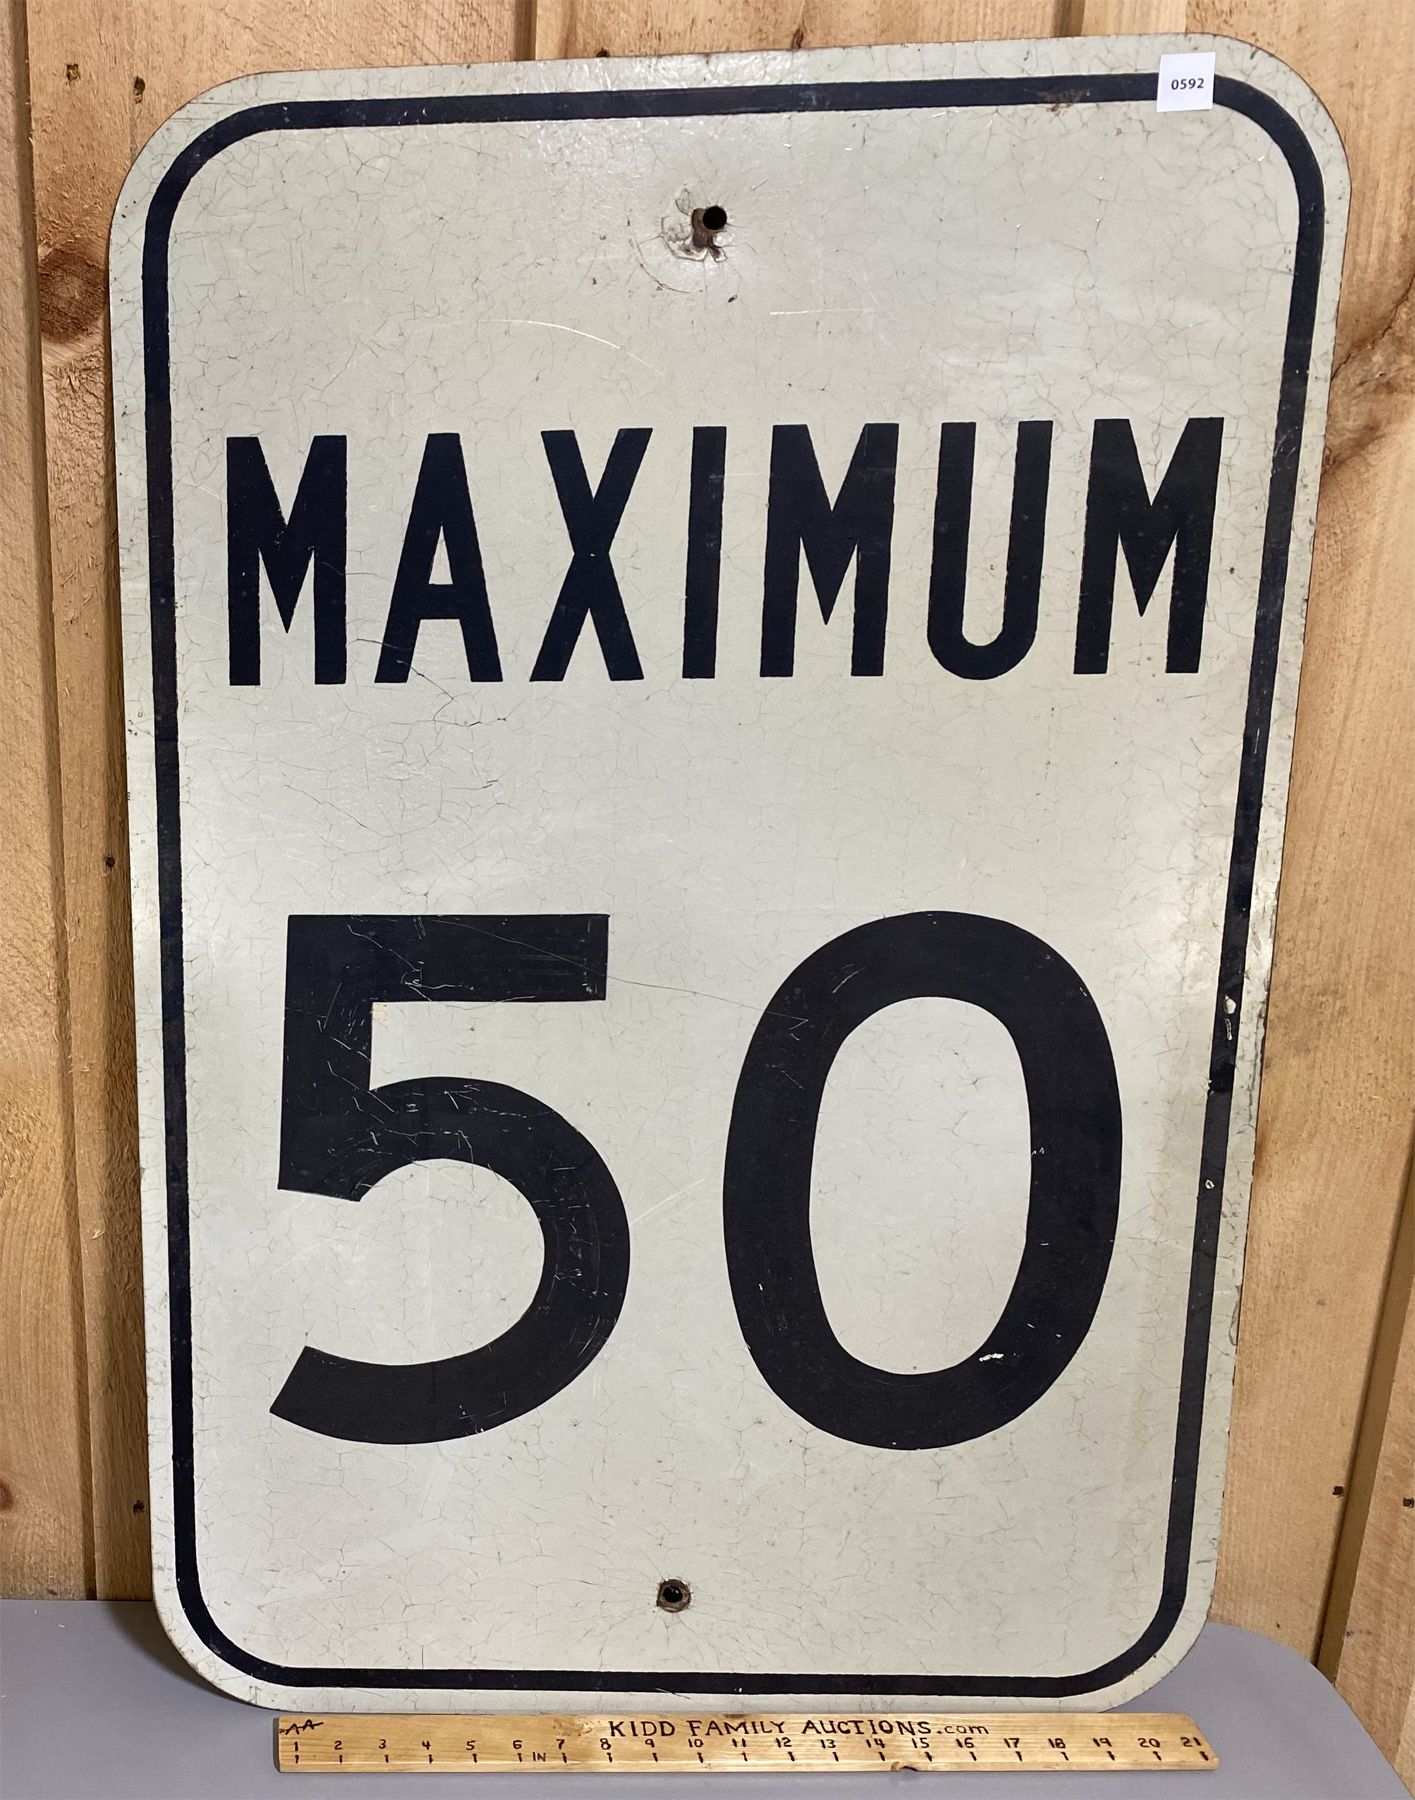 0592
MAXIMUM
50
AA KIDD FAMILY AUCTIONS.com
1 2 3 4 5 6 IN 7 8 9 10 11 12 13 14 15 16 17 18 19 20 21